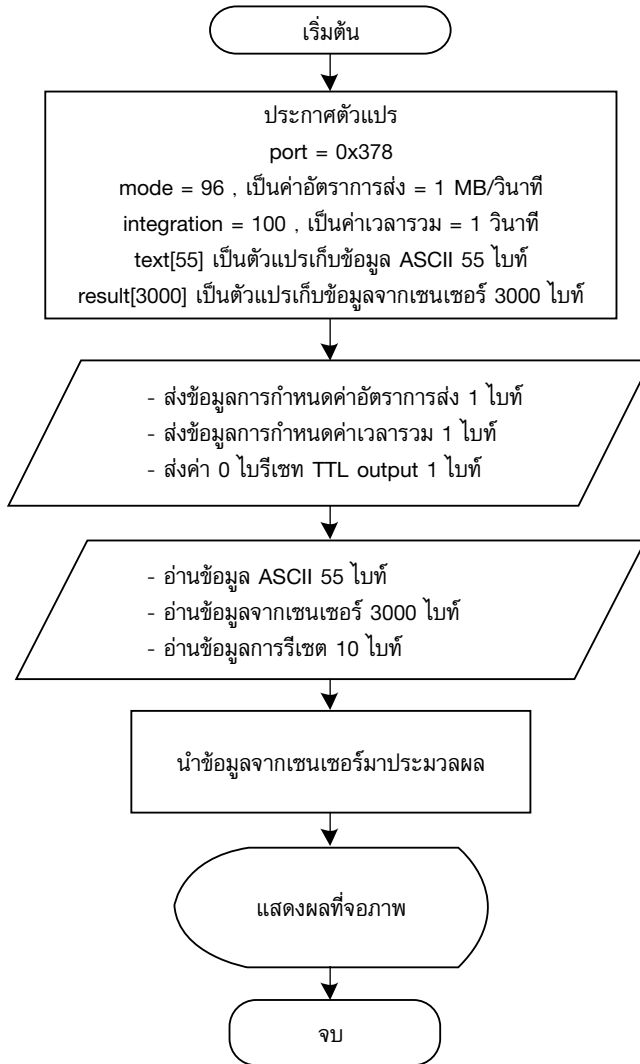 เริ่มต้น
ประกาศตัวแปร
port = 0x378
mode = 96 , เป็นค่าอัตราการส่ง = 1 MB/วินาที
integration = 100 , เป็นค่าเวลารวม = 1 วินาที
text[55] เป็นตัวแปรเก็บข้อมูล ASCII 55 ไบท์
result[3000] เป็นตัวแปรเก็บข้อมูลจากเซนเซอร์ 3000 ไบท์
- ส่งข้อมูลการกำหนดค่าอัตราการส่ง 1 ไบท์
- ส่งข้อมูลการกำหนดค่าเวลารวม 1 ไบท์
- ส่งค่า 0 ไบรีเซท TTL output 1 ไบท์
- อ่านข้อมูล ASCII 55 ไบท์
- อ่านข้อมูลจากเซนเซอร์ 3000 ไบท์
- อ่านข้อมูลการรีเซต 10 ไบท์
นำข้อมูลจากเซนเซอร์มาประมวลผล
แสดงผลที่จอภาพ
จบ